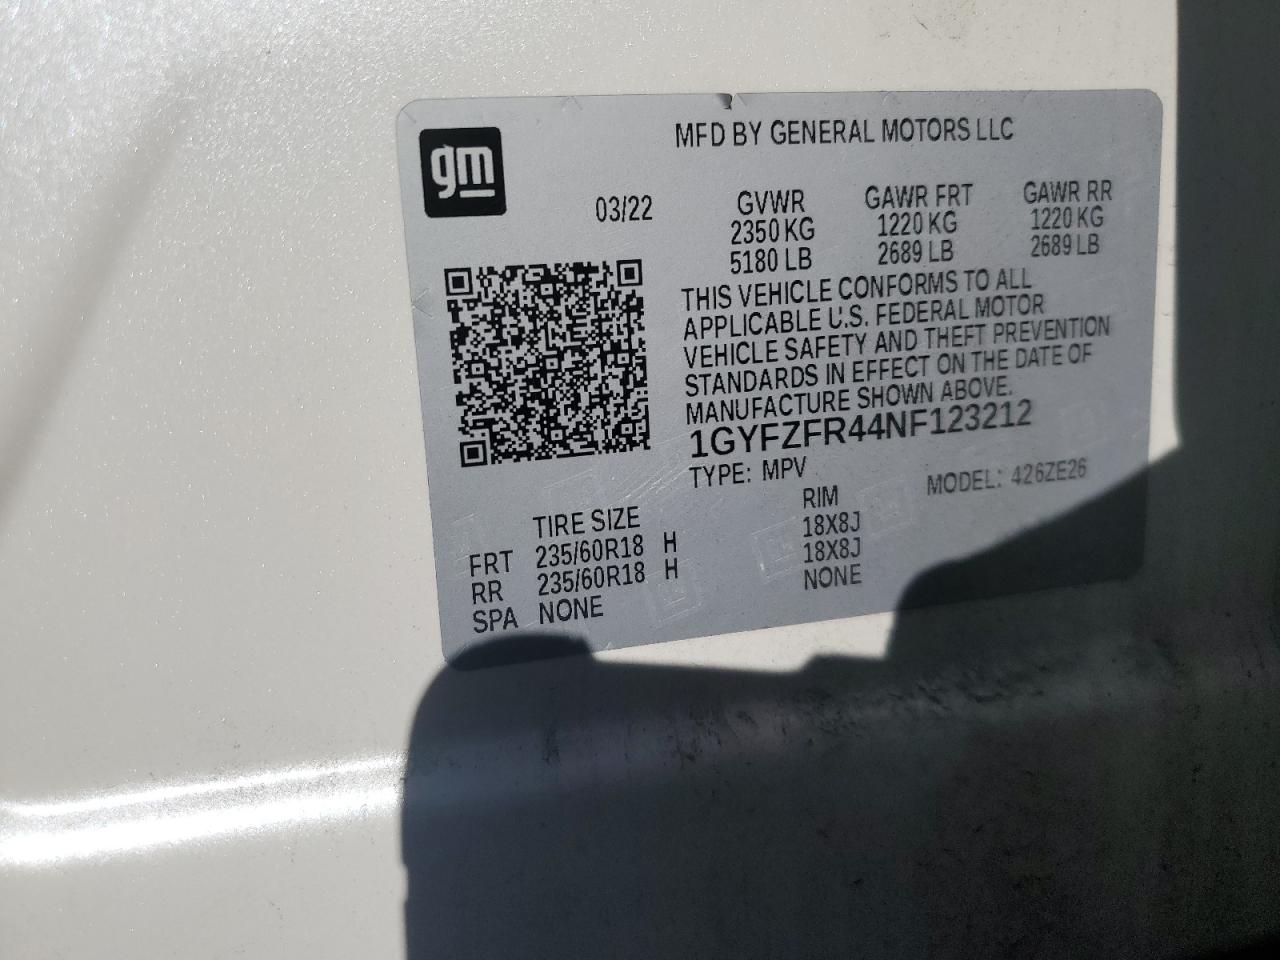 gm
MFD BY GENERAL MOTORS LLC
03/22
GVWR GAWR FRT GAWR RR
2350 KG 1220 KG 1220 KG
5180 LB 2689 LB 2689 LB
THIS VEHICLE CONFORMS TO ALL
APPLICABLE U.S. FEDERAL MOTOR
VEHICLE SAFETY AND THEFT PREVENTION
STANDARDS IN EFFECT ON THE DATE OF
MANUFACTURE SHOWN ABOVE.
1GYFZFR44NF123212
TYPE: MPV MODEL: 426ZE26
TIRE SIZE RIM
FRT 235/60R18 H 18X8J
RR 235/60R18 H 18X8J
SPA NONE NONE